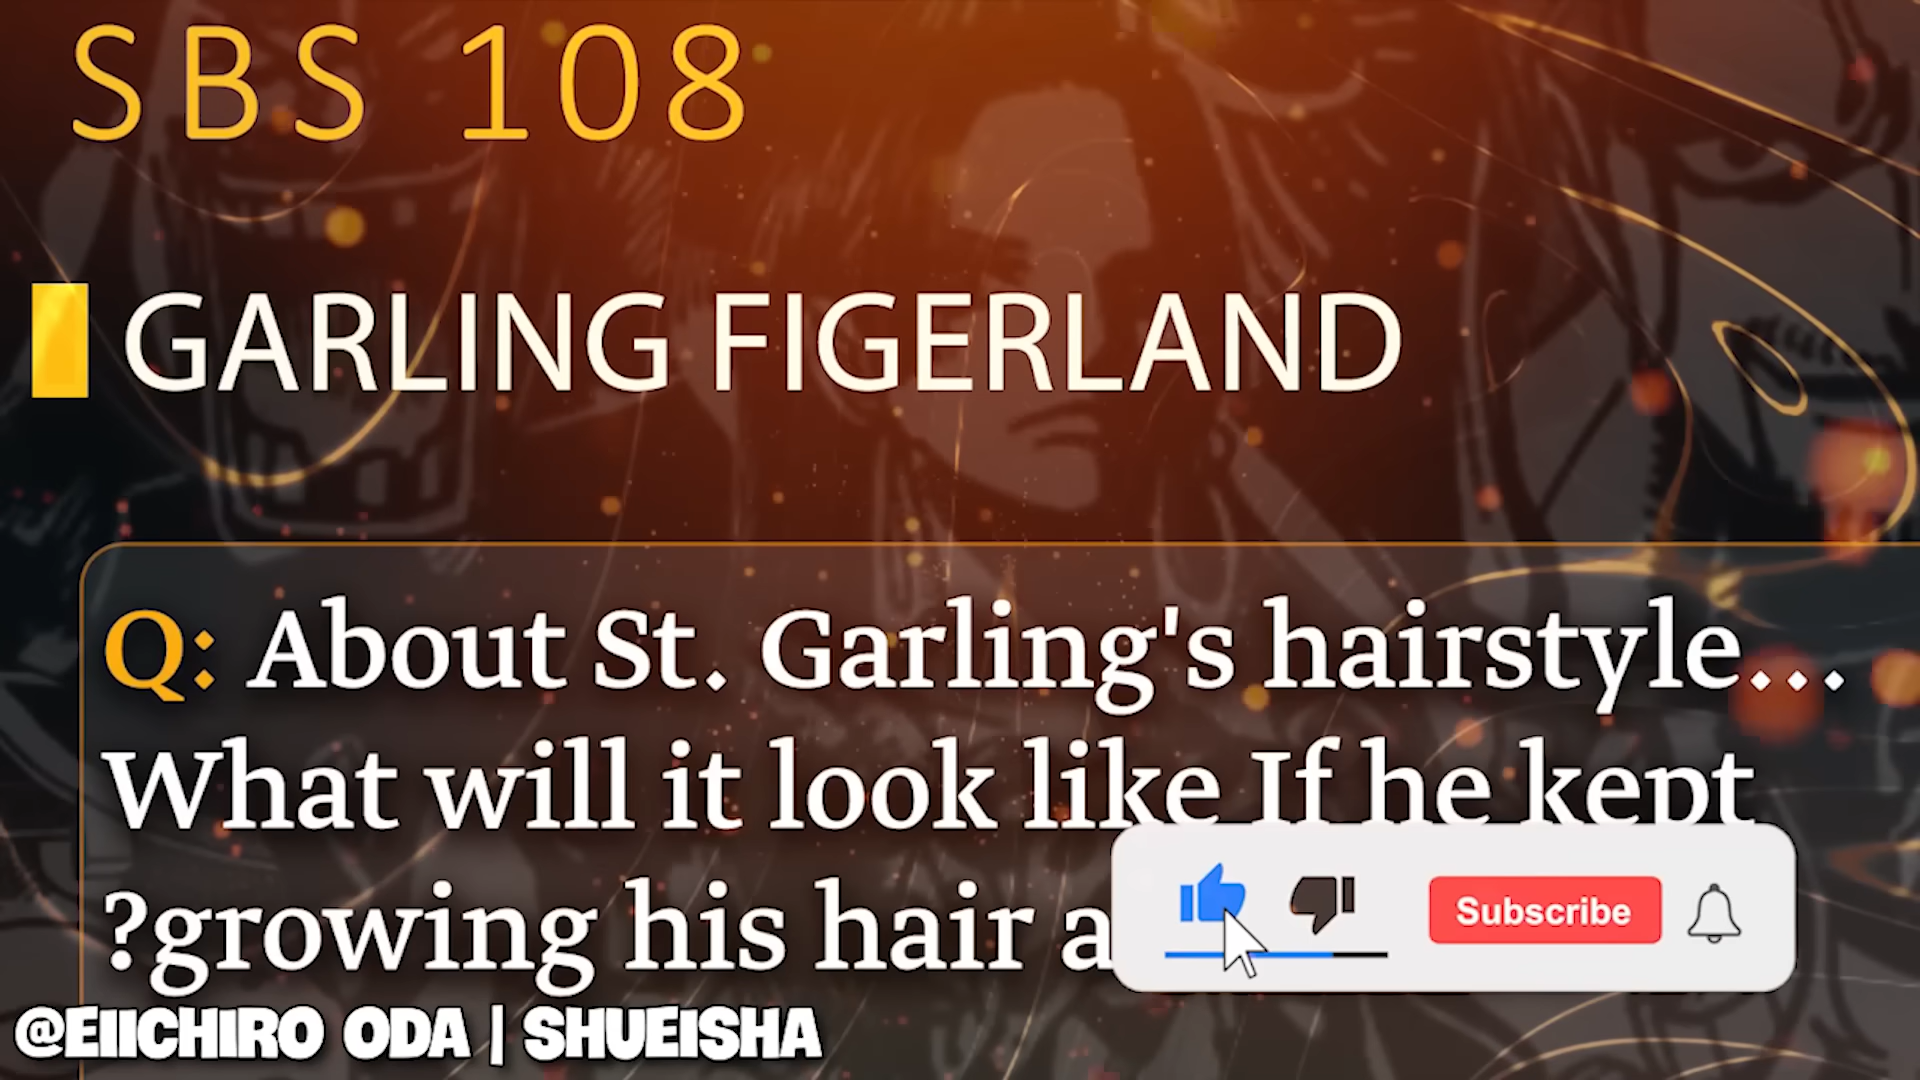 SBS 108
GARLING FIGERLAND
Q: About St. Garling's hairstyle...
What will it look like If he kept
?growing his hair
Subscribe
@EIICHIRO ODA | SHUEISHA